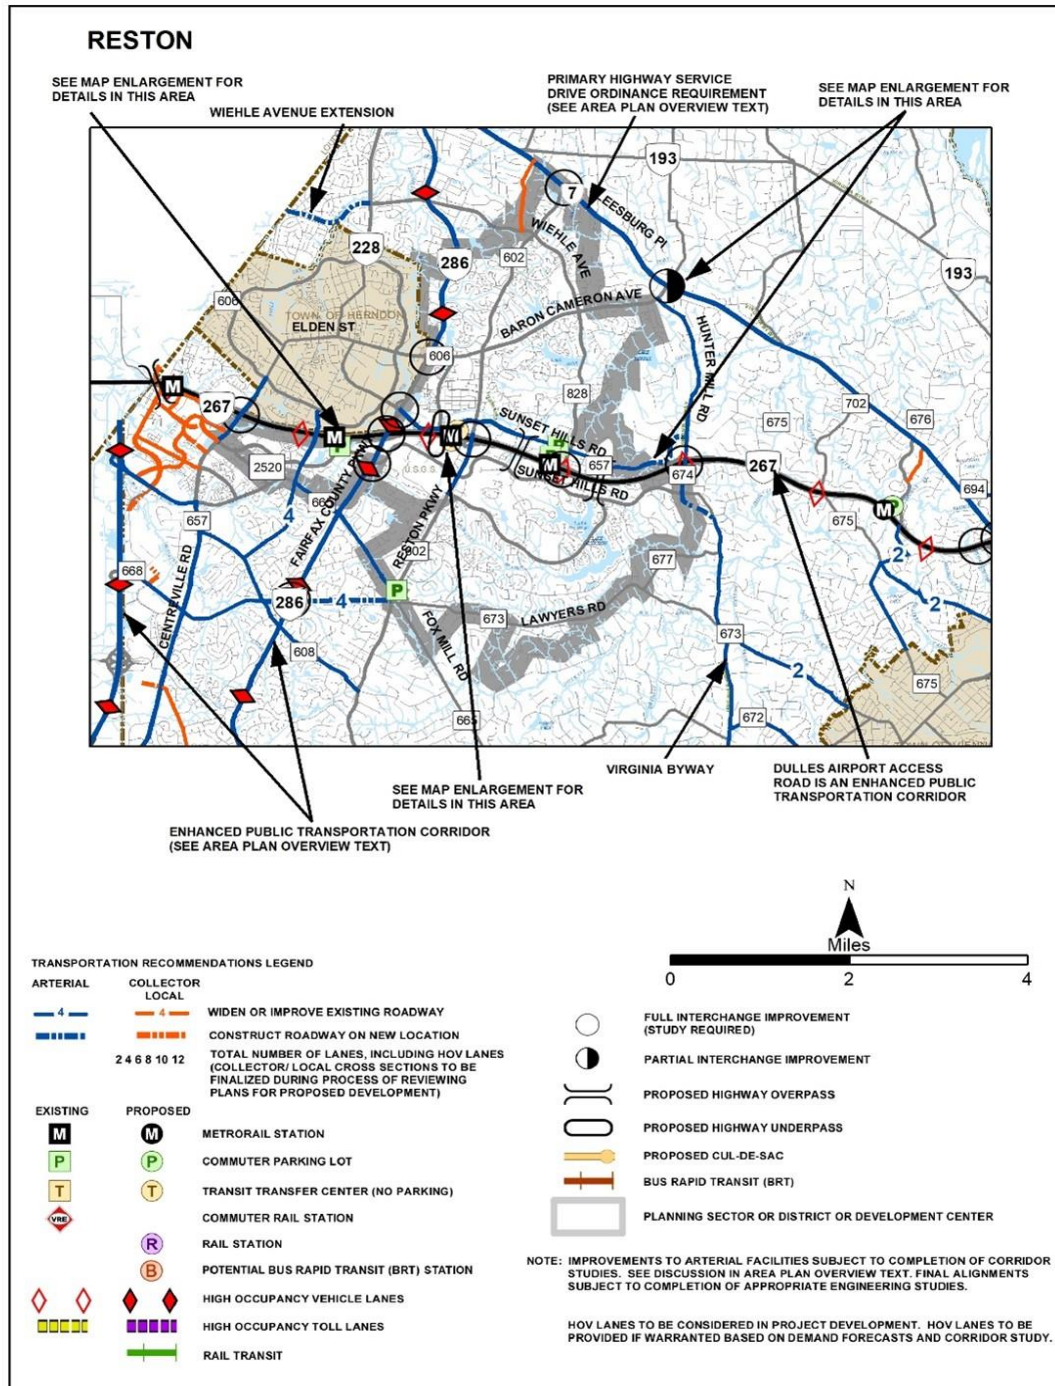 RESTON
SEE MAP ENLARGEMENT FOR
DETAILS IN THIS AREA
WIEHLE AVENUE EXTENSION
PRIMARY HIGHWAY SERVICE
DRIVE ORDINANCE REQUIREMENT
(SEE AREA PLAN OVERVIEW TEXT)
SEE MAP ENLARGEMENT FOR
DETAILS IN THIS AREA
193
7
LEESBURG PI
WIEHLE AVE
228
286
602
193
606
TOWN OF HERNDON
ELDEN ST
BARON CAMERON AVE
HUNTER MILL RD
606
M
267
828
702
675
676
SUNSET HILLS RD
M
M
P
M
657
SUNSET HILLS RD
674
267
2520
USGS
FAIRFAX COUNTY PKWY
RESTON PKWY
694
M
675
657
4
2
668
CENTREVILLE RD
286
4
P
FOX MILL RD
673
LAWYERS RD
677
2
608
673
2
675
665
672
VIRGINIA BYWAY
DULLES AIRPORT ACCESS
ROAD IS AN ENHANCED PUBLIC
TRANSPORTATION CORRIDOR
SEE MAP ENLARGEMENT FOR
DETAILS IN THIS AREA
ENHANCED PUBLIC TRANSPORTATION CORRIDOR
(SEE AREA PLAN OVERVIEW TEXT)
N
Miles
0 2 4
TRANSPORTATION RECOMMENDATIONS LEGEND
ARTERIAL
COLLECTOR
LOCAL
4 4 WIDEN OR IMPROVE EXISTING ROADWAY
CONSTRUCT ROADWAY ON NEW LOCATION
2 4 6 8 10 12 TOTAL NUMBER OF LANES, INCLUDING HOV LANES
(COLLECTOR/ LOCAL CROSS SECTIONS TO BE
FINALIZED DURING PROCESS OF REVIEWING
PLANS FOR PROPOSED DEVELOPMENT)
EXISTING PROPOSED
M M METRORAIL STATION
P P COMMUTER PARKING LOT
T T TRANSIT TRANSFER CENTER (NO PARKING)
VRE COMMUTER RAIL STATION
R RAIL STATION
B POTENTIAL BUS RAPID TRANSIT (BRT) STATION
HIGH OCCUPANCY VEHICLE LANES
HIGH OCCUPANCY TOLL LANES
RAIL TRANSIT
FULL INTERCHANGE IMPROVEMENT
(STUDY REQUIRED)
PARTIAL INTERCHANGE IMPROVEMENT
PROPOSED HIGHWAY OVERPASS
PROPOSED HIGHWAY UNDERPASS
PROPOSED CUL-DE-SAC
BUS RAPID TRANSIT (BRT)
PLANNING SECTOR OR DISTRICT OR DEVELOPMENT CENTER
NOTE: IMPROVEMENTS TO ARTERIAL FACILITIES SUBJECT TO COMPLETION OF CORRIDOR
STUDIES. SEE DISCUSSION IN AREA PLAN OVERVIEW TEXT. FINAL ALIGNMENTS
SUBJECT TO COMPLETION OF APPROPRIATE ENGINEERING STUDIES.
HOV LANES TO BE CONSIDERED IN PROJECT DEVELOPMENT. HOV LANES TO BE
PROVIDED IF WARRANTED BASED ON DEMAND FORECASTS AND CORRIDOR STUDY.